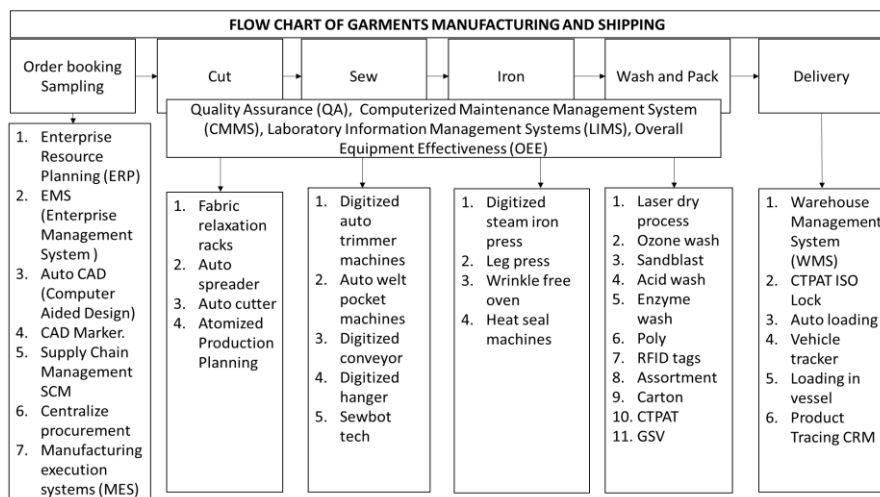 FLOW CHART OF GARMENTS MANUFACTURING AND SHIPPING
Order booking
Sampling
Cut
Sew
Iron
Wash and Pack
Delivery
Quality Assurance (QA), Computerized Maintenance Management System
(CMMS), Laboratory Information Management Systems (LIMS), Overall
Equipment Effectiveness (OEE)
1. Enterprise
Resource
Planning (ERP)
2. EMS
(Enterprise
Management
System )
3. Auto CAD
(Computer
Aided Design)
4. CAD Marker.
5. Supply Chain
Management
SCM
6. Centralize
procurement
7. Manufacturing
execution
systems (MES)
1. Fabric
relaxation
racks
2. Auto
spreader
3. Auto cutter
4. Atomized
Production
Planning
1. Digitized
auto
trimmer
machines
2. Auto welt
pocket
machines
3. Digitized
conveyor
4. Digitized
hanger
5. Sewbot
tech
1. Digitized
steam iron
press
2. Leg press
3. Wrinkle free
oven
4. Heat seal
machines
1. Laser dry
process
2. Ozone wash
3. Sandblast
4. Acid wash
5. Enzyme
wash
6. Poly
7. RFID tags
8. Assortment
9. Carton
10. CTPAT
11. GSV
1. Warehouse
Management
System
(WMS)
2. CTPAT ISO
Lock
3. Auto loading
4. Vehicle
tracker
5. Loading in
vessel
6. Product
Tracing CRM